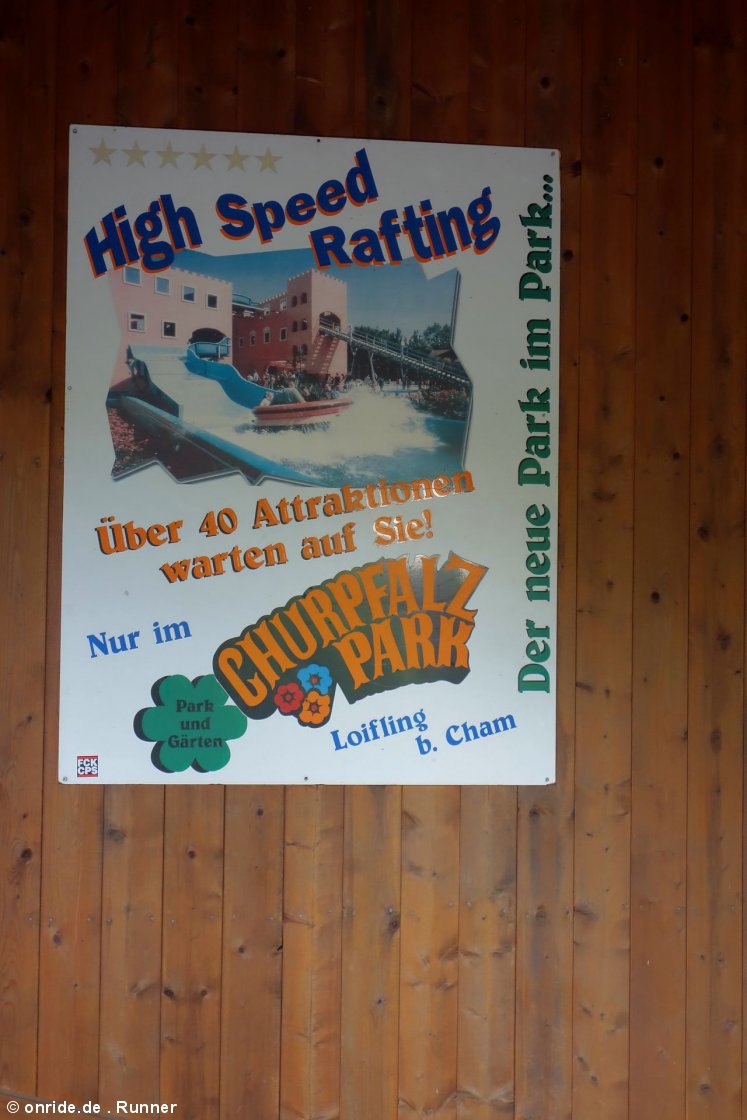 High Speed
Rafting
Der neue Park im Park...
Über 40 Attraktionen
warten auf Sie!
Nur im
CHURPFALZ
PARK
Park
und
Gärten
Loifling
b. Cham
FCK
CPS
© onride.de . Runner